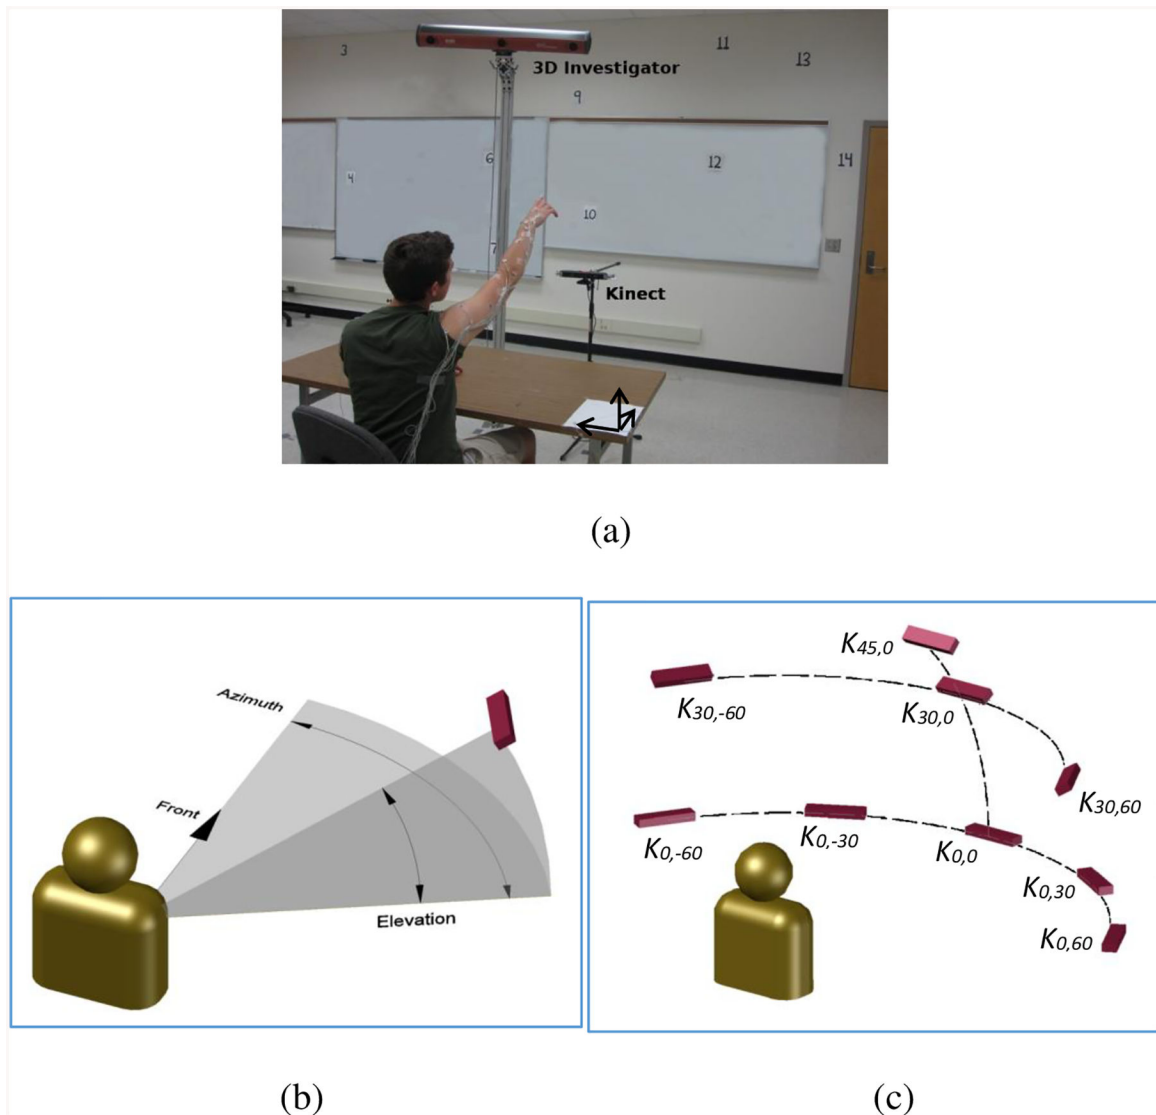 3
11
13
3D Investigator
9
6
12
14
4
10
7
Kinect
(a)
Azimuth
Front
Elevation
(b)
K45,0
K30,-60
K30,0
K30,60
K0,-60
K0,-30
K0,0
K0,30
K0,60
(c)